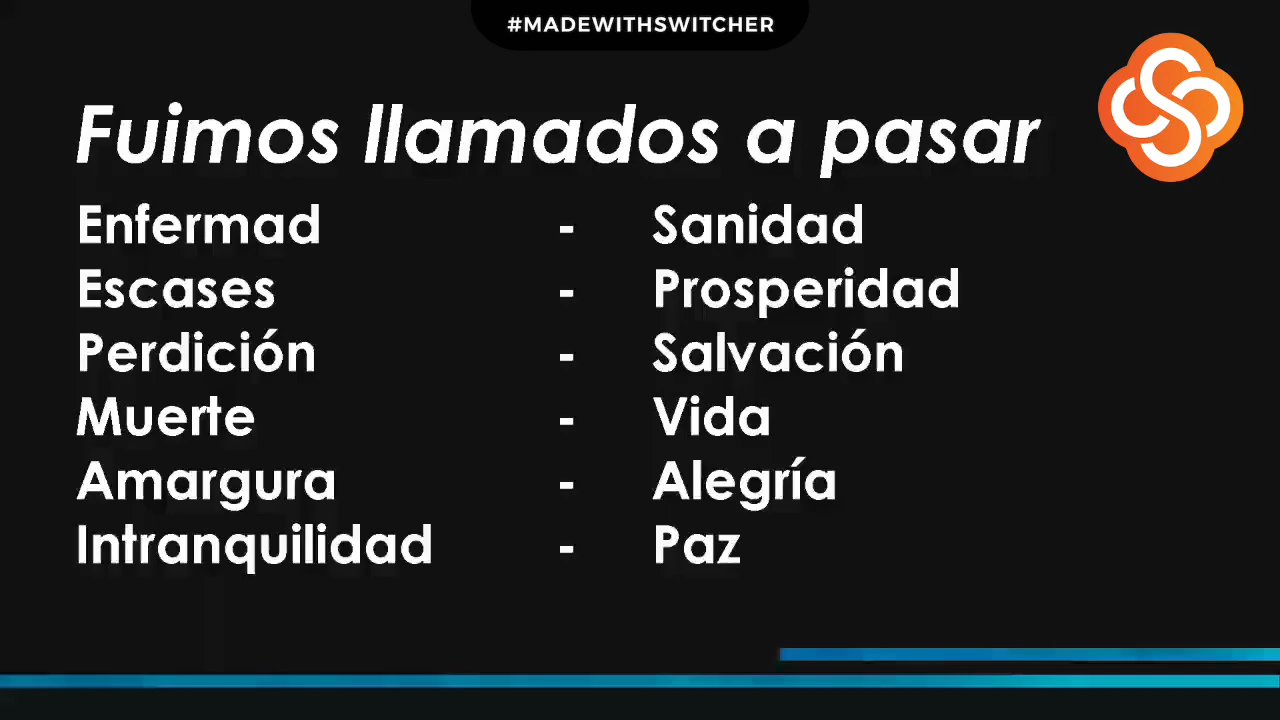 #MADEWITHSWITCHER
Fuimos llamados a pasar
Enfermad - Sanidad
Escases - Prosperidad
Perdición - Salvación
Muerte - Vida
Amargura - Alegría
Intranquilidad - Paz